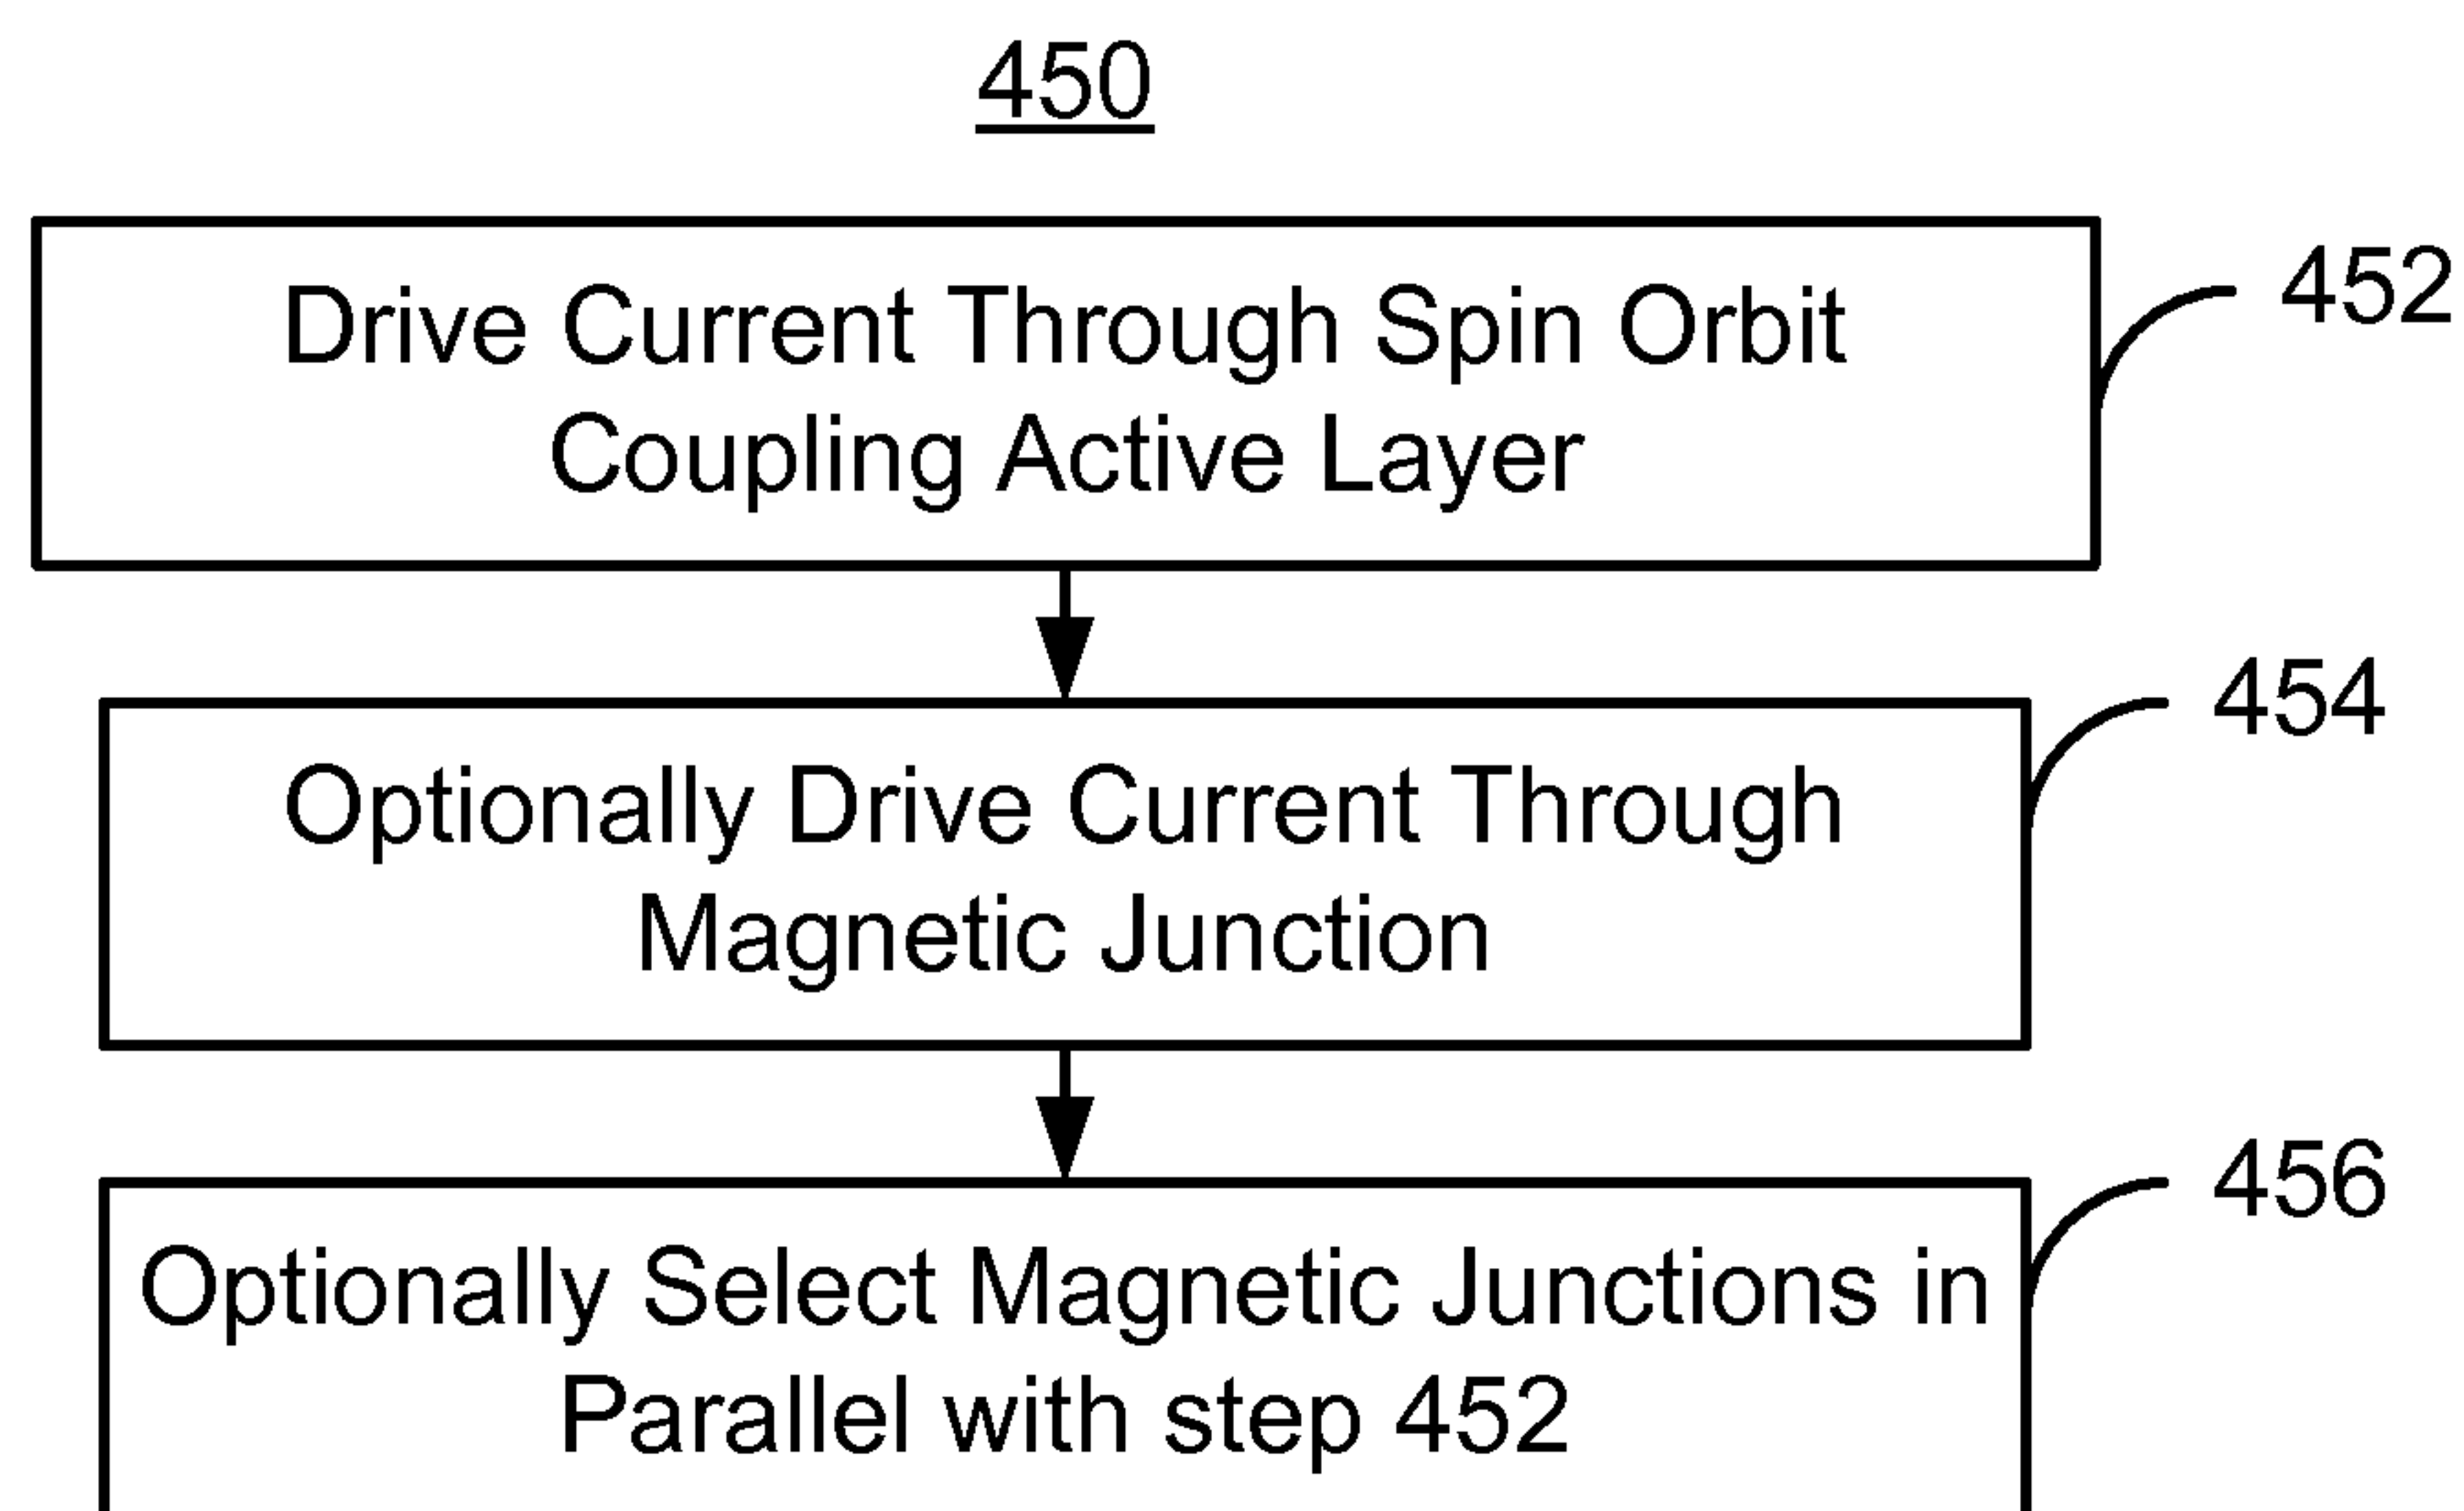 450
Drive Current Through Spin Orbit
Coupling Active Layer
452
Optionally Drive Current Through
Magnetic Junction
454
Optionally Select Magnetic Junctions in
Parallel with step 452
456